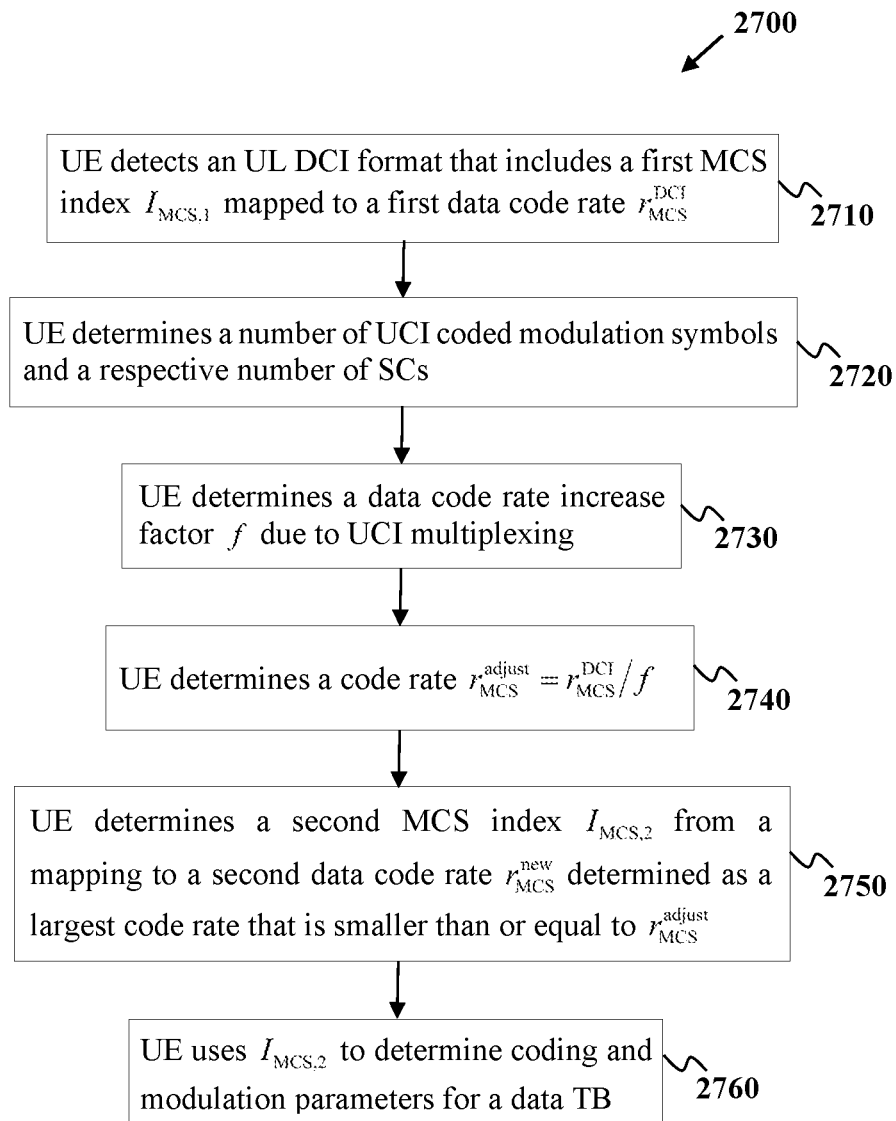 2700
UE detects an UL DCI format that includes a first MCS
index I_MCS,1 mapped to a first data code rate r_MCS^DCI
2710
UE determines a number of UCI coded modulation symbols
and a respective number of SCs
2720
UE determines a data code rate increase
factor f due to UCI multiplexing
2730
UE determines a code rate r_MCS^adjust = r_MCS^DCI / f
2740
UE determines a second MCS index I_MCS,2 from a
mapping to a second data code rate r_MCS^new determined as a
largest code rate that is smaller than or equal to r_MCS^adjust
2750
UE uses I_MCS,2 to determine coding and
modulation parameters for a data TB
2760